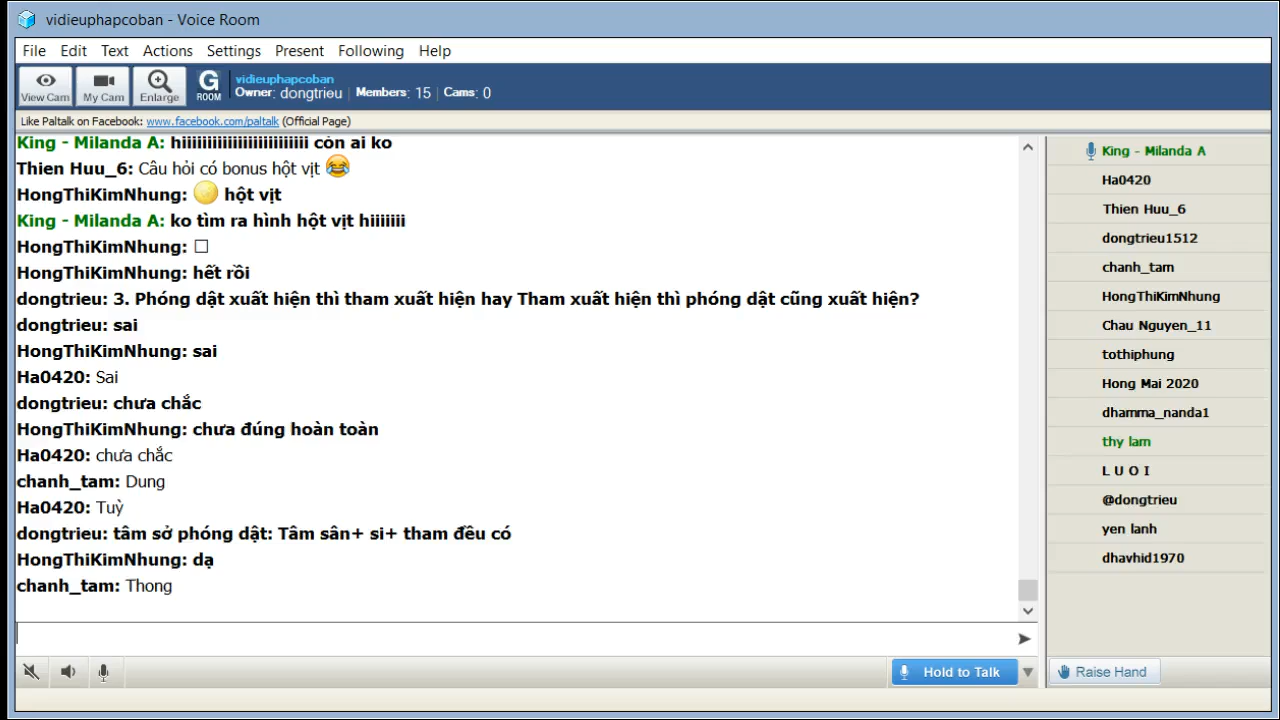 vidieuphapcoban - Voice Room
File Edit Text Actions Settings Present Following Help
View Cam My Cam Enlarge G ROOM
vidieuphapcoban
Owner: dongtrieu | Members: 15 | Cams: 0
Like Paltalk on Facebook: www.facebook.com/paltalk (Official Page)
King - Milanda A: hiiiiiiiiiiiiiiiiiiiiiiiii còn ai ko
Thien Huu_6: Câu hỏi có bonus hột vịt 😂
HongThiKimNhung: hột vịt
King - Milanda A: ko tìm ra hình hột vịt hiiiiiii
HongThiKimNhung: □
HongThiKimNhung: hết rồi
dongtrieu: 3. Phóng dật xuất hiện thì tham xuất hiện hay Tham xuất hiện thì phóng dật cũng xuất hiện?
dongtrieu: sai
HongThiKimNhung: sai
Ha0420: Sai
dongtrieu: chưa chắc
HongThiKimNhung: chưa đúng hoàn toàn
Ha0420: chưa chắc
chanh_tam: Dung
Ha0420: Tuỳ
dongtrieu: tâm sở phóng dật: Tâm sân+ si+ tham đều có
HongThiKimNhung: dạ
chanh_tam: Thong
Hold to Talk
King - Milanda A
Ha0420
Thien Huu_6
dongtrieu1512
chanh_tam
HongThiKimNhung
Chau Nguyen_11
tothiphung
Hong Mai 2020
dhamma_nanda1
thy lam
L U O I
@dongtrieu
yen lanh
dhavhid1970
Raise Hand